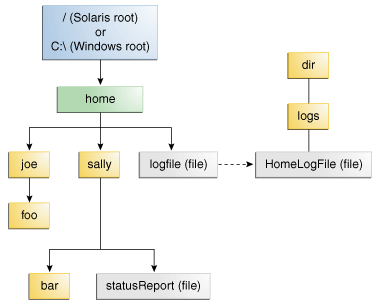 / (Solaris root)
or
C:\ (Windows root)
home
dir
logs
joe
sally
logfile (file)
HomeLogFile (file)
foo
bar
statusReport (file)